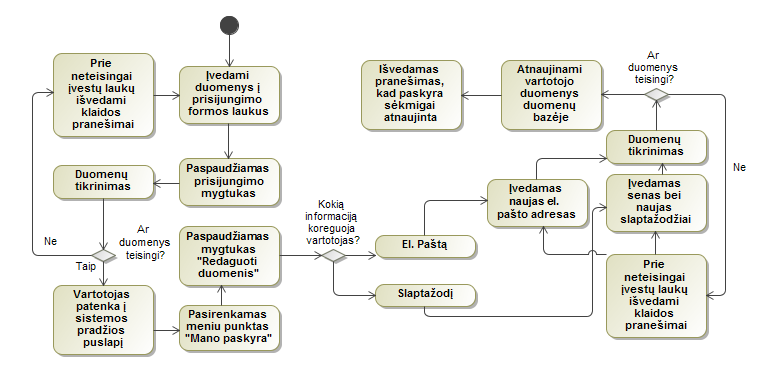 Prie
neteisingai
įvestų laukų
išvedami
klaidos
pranešimai
Įvedami
duomenys į
prisijungimo
formos laukus
Paspaudžiamas
prisijungimo
mygtukas
Duomenų
tikrinimas
Ar
duomenys
teisingi?
Ne
Taip
Vartotojas
patenka į
sistemos
pradžios
puslapį
Pasirenkamas
meniu punktas
"Mano paskyra"
Paspaudžiamas
mygtukas
"Redaguoti
duomenis"
Kokią
informaciją
koreguoja
vartotojas?
El. Paštą
Slaptažodį
Įvedamas
naujas el.
pašto adresas
Įvedamas
senas bei
naujas
slaptažodžiai
Duomenų
tikrinimas
Ar
duomenys
teisingi?
Ne
Prie
neteisingai
įvestų laukų
išvedami
klaidos
pranešimai
Atnaujinami
vartotojo
duomenys
duomenų
bazėje
Išvedamas
pranešimas,
kad paskyra
sėkmigai
atnaujinta